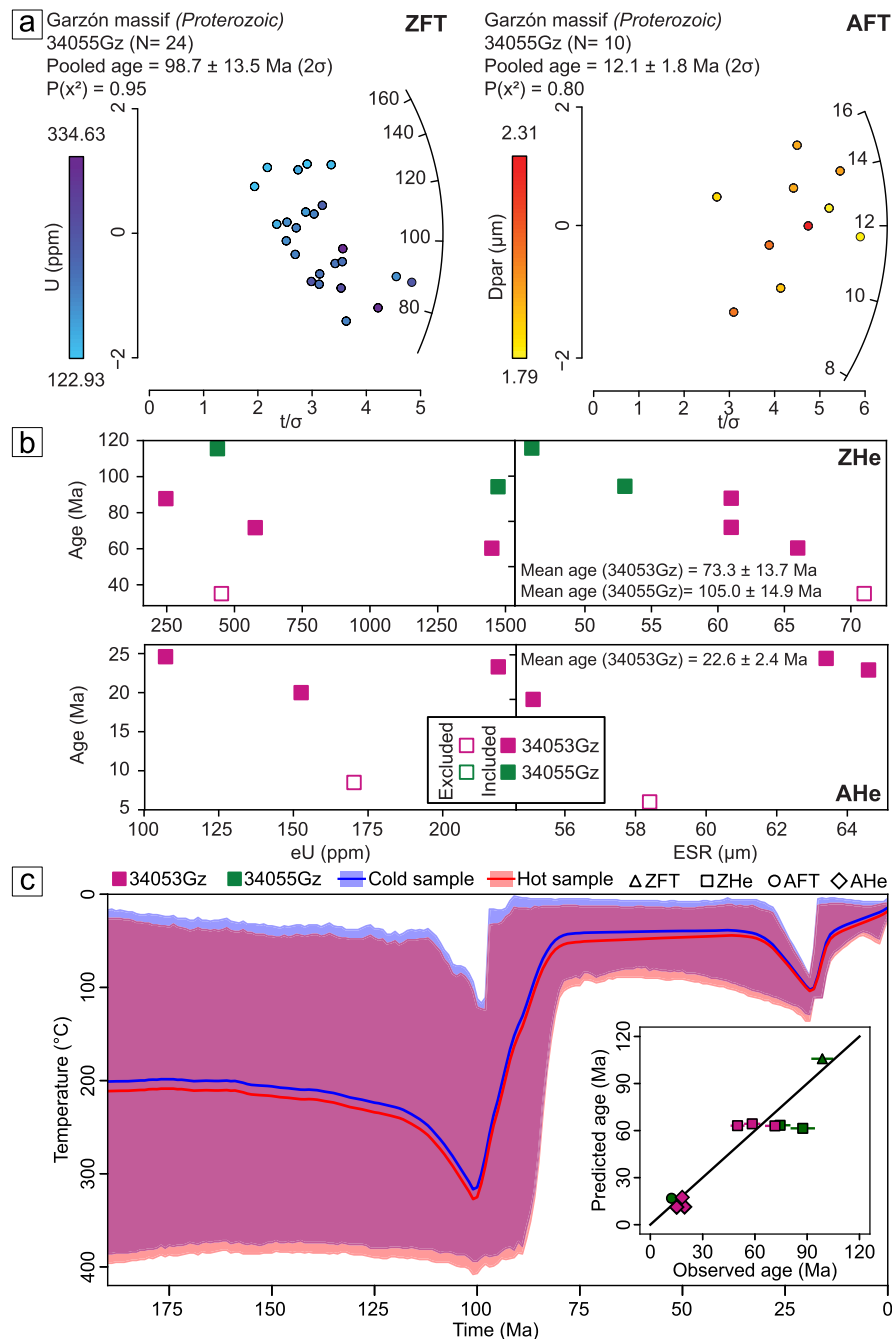 a
Garzón massif (Proterozoic)
ZFT
34055Gz (N= 24)
Pooled age = 98.7 ± 13.5 Ma (2σ)
P(x²) = 0.95
334.63
U (ppm)
122.93
2
0
−2
160
140
120
100
80
0 1 2 3 4 5
t/σ
Garzón massif (Proterozoic)
AFT
34055Gz (N= 10)
Pooled age = 12.1 ± 1.8 Ma (2σ)
P(x²) = 0.80
2.31
Dpar (μm)
1.79
2
0
−2
16
14
12
10
8
0 1 2 3 4 5 6
t/σ
b
120
100
80
60
40
Age (Ma)
250 500 750 1000 1250 1500
ZHe
Mean age (34053Gz) = 73.3 ± 13.7 Ma
Mean age (34055Gz)= 105.0 ± 14.9 Ma
50 55 60 65 70
25
20
15
10
5
Age (Ma)
100 125 150 175 200
eU (ppm)
Mean age (34053Gz) = 22.6 ± 2.4 Ma
AHe
56 58 60 62 64
ESR (μm)
Excluded
Included
34053Gz
34055Gz
c
34053Gz 34055Gz Cold sample Hot sample ZFT ZHe AFT AHe
0
100
200
300
400
Temperature (°C)
175 150 125 100 75 50 25 0
Time (Ma)
120
90
60
30
0
Predicted age (Ma)
0 30 60 90 120
Observed age (Ma)